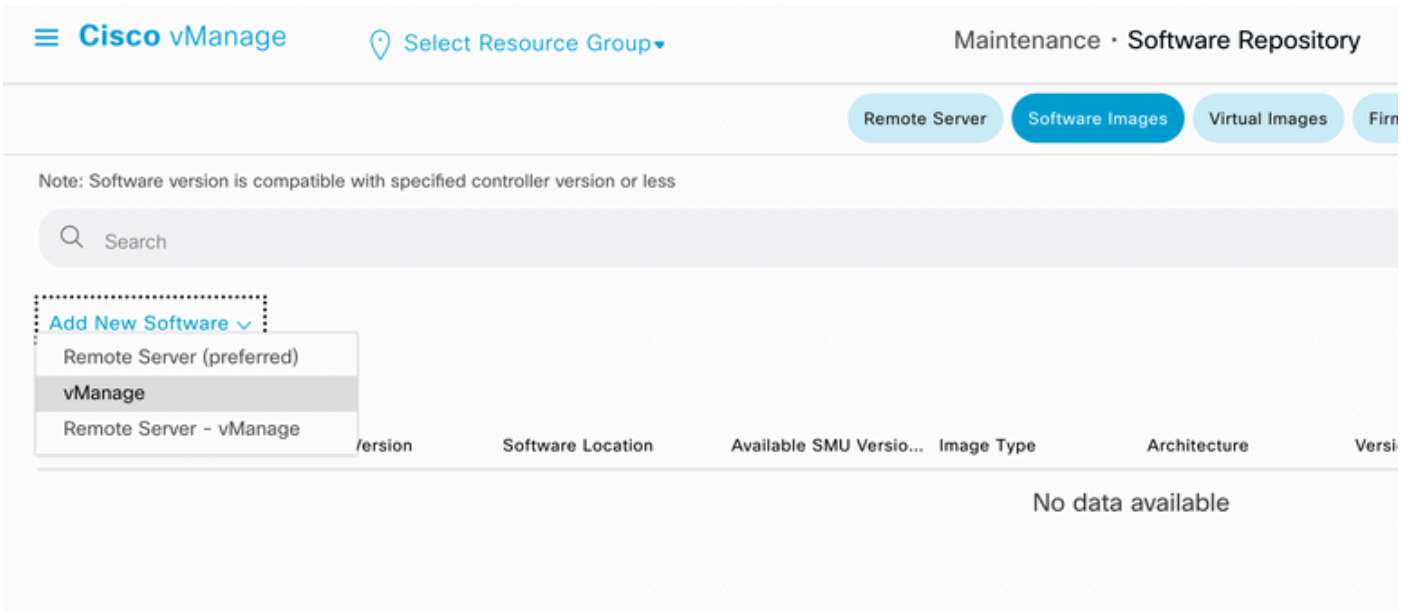 Cisco vManage
Select Resource Group
Maintenance · Software Repository
Remote Server
Software Images
Virtual Images
Firm
Note: Software version is compatible with specified controller version or less
Search
Add New Software
Remote Server (preferred)
vManage
Remote Server - vManage
Version
Software Location
Available SMU Versio...
Image Type
Architecture
Versi
No data available